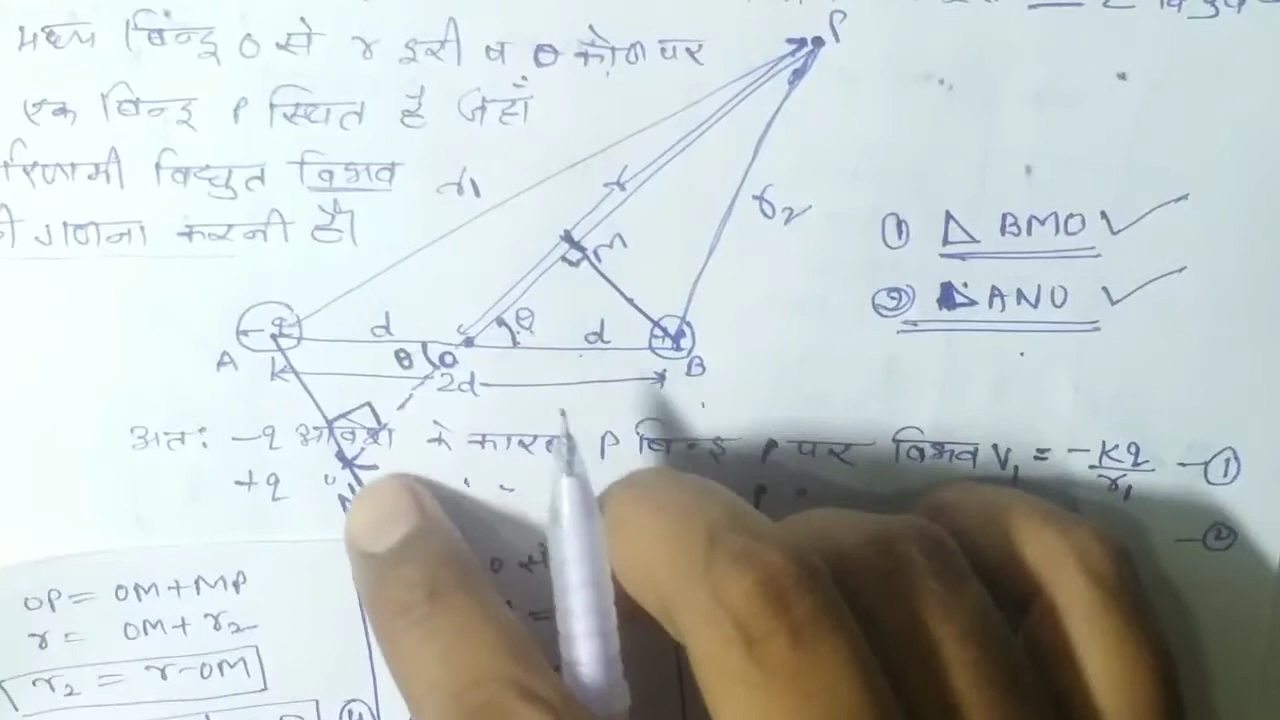 मध्य बिन्दू O से r दूरी व θ कोण पर
एक बिन्दू P स्थित है जहाँ
रिणामी विद्युत विभव
गणना करनी है।
P
r₁
r
r₂
M
① △ BMO ✓
② △ ANO ✓
-q
d
θ
d
A
θ
O
B
2d
N
अतः -q आवेश के कारण P बिन्दू P पर विभव V₁ = -Kq/r₁ -①
+q
-②
OP = OM + MP
r = OM + r₂
r₂ = r - OM